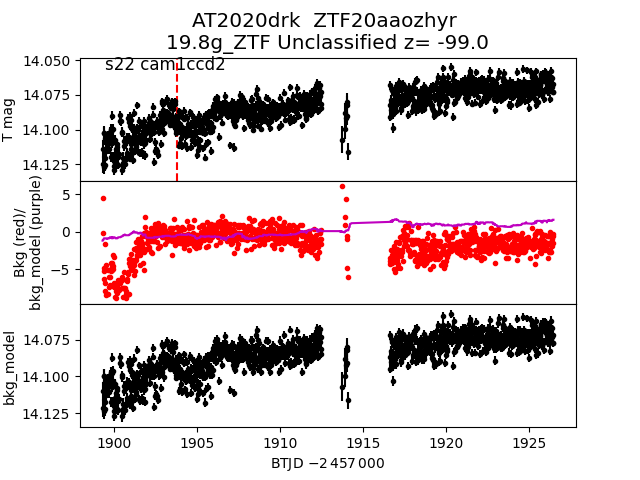 AT2020drk  ZTF20aaozhyr
19.8g_ZTF Unclassified z= -99.0
s22 cam1ccd2
T mag
14.050
14.075
14.100
14.125
Bkg (red)/
bkg_model (purple)
5
0
−5
bkg_model
14.075
14.100
14.125
1900 1905 1910 1915 1920 1925
BTJD −2 457 000